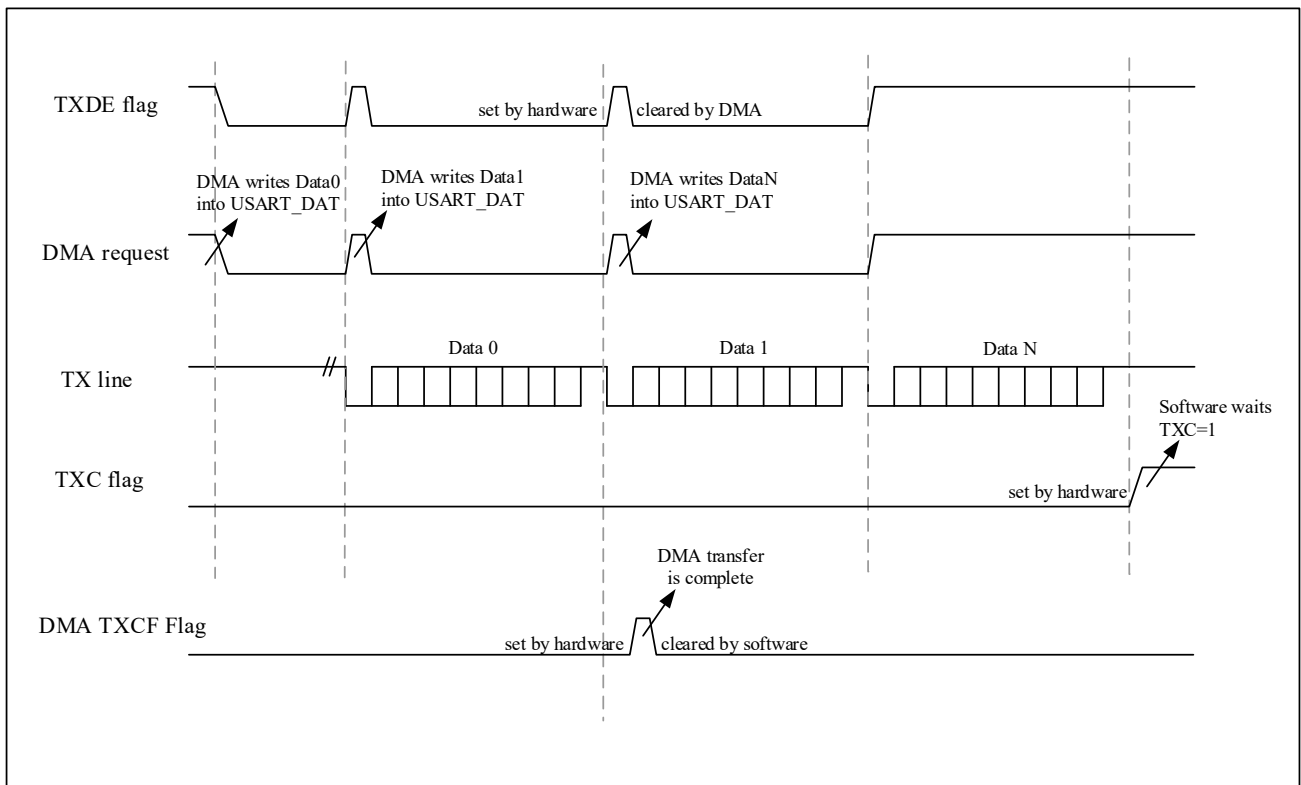 TXDE flag
set by hardware
cleared by DMA
DMA writes Data0
into USART_DAT
DMA writes Data1
into USART_DAT
DMA writes DataN
into USART_DAT
DMA request
Data 0
Data 1
Data N
TX line
Software waits
TXC=1
TXC flag
set by hardware
DMA transfer
is complete
DMA TXCF Flag
set by hardware
cleared by software